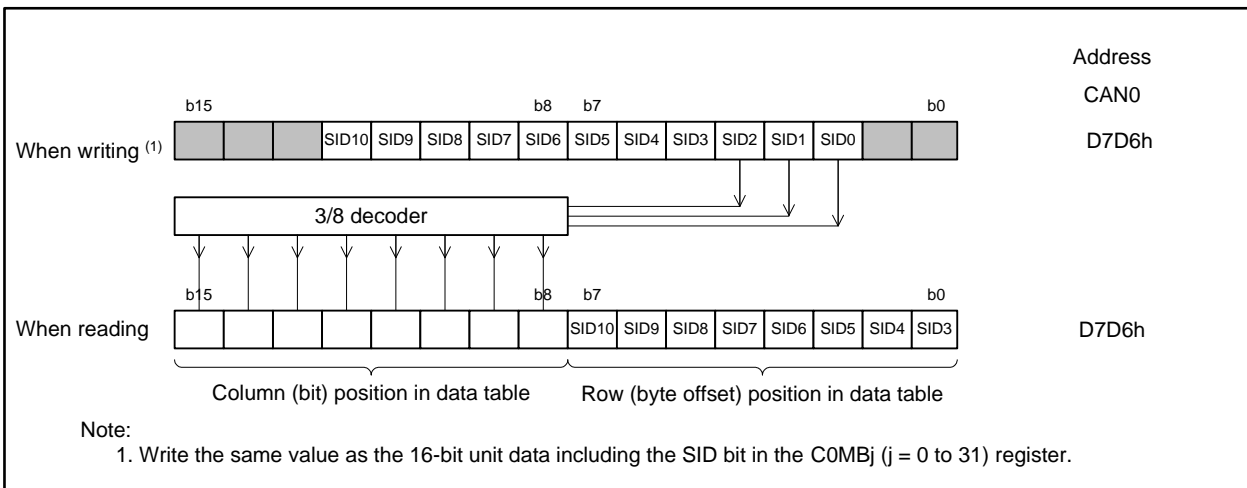 Address
CAN0
b15 b8 b7 b0
When writing (1) SID10 SID9 SID8 SID7 SID6 SID5 SID4 SID3 SID2 SID1 SID0 D7D6h
3/8 decoder
b15 b8 b7 b0
When reading SID10 SID9 SID8 SID7 SID6 SID5 SID4 SID3 D7D6h
Column (bit) position in data table Row (byte offset) position in data table
Note:
1. Write the same value as the 16-bit unit data including the SID bit in the C0MBj (j = 0 to 31) register.